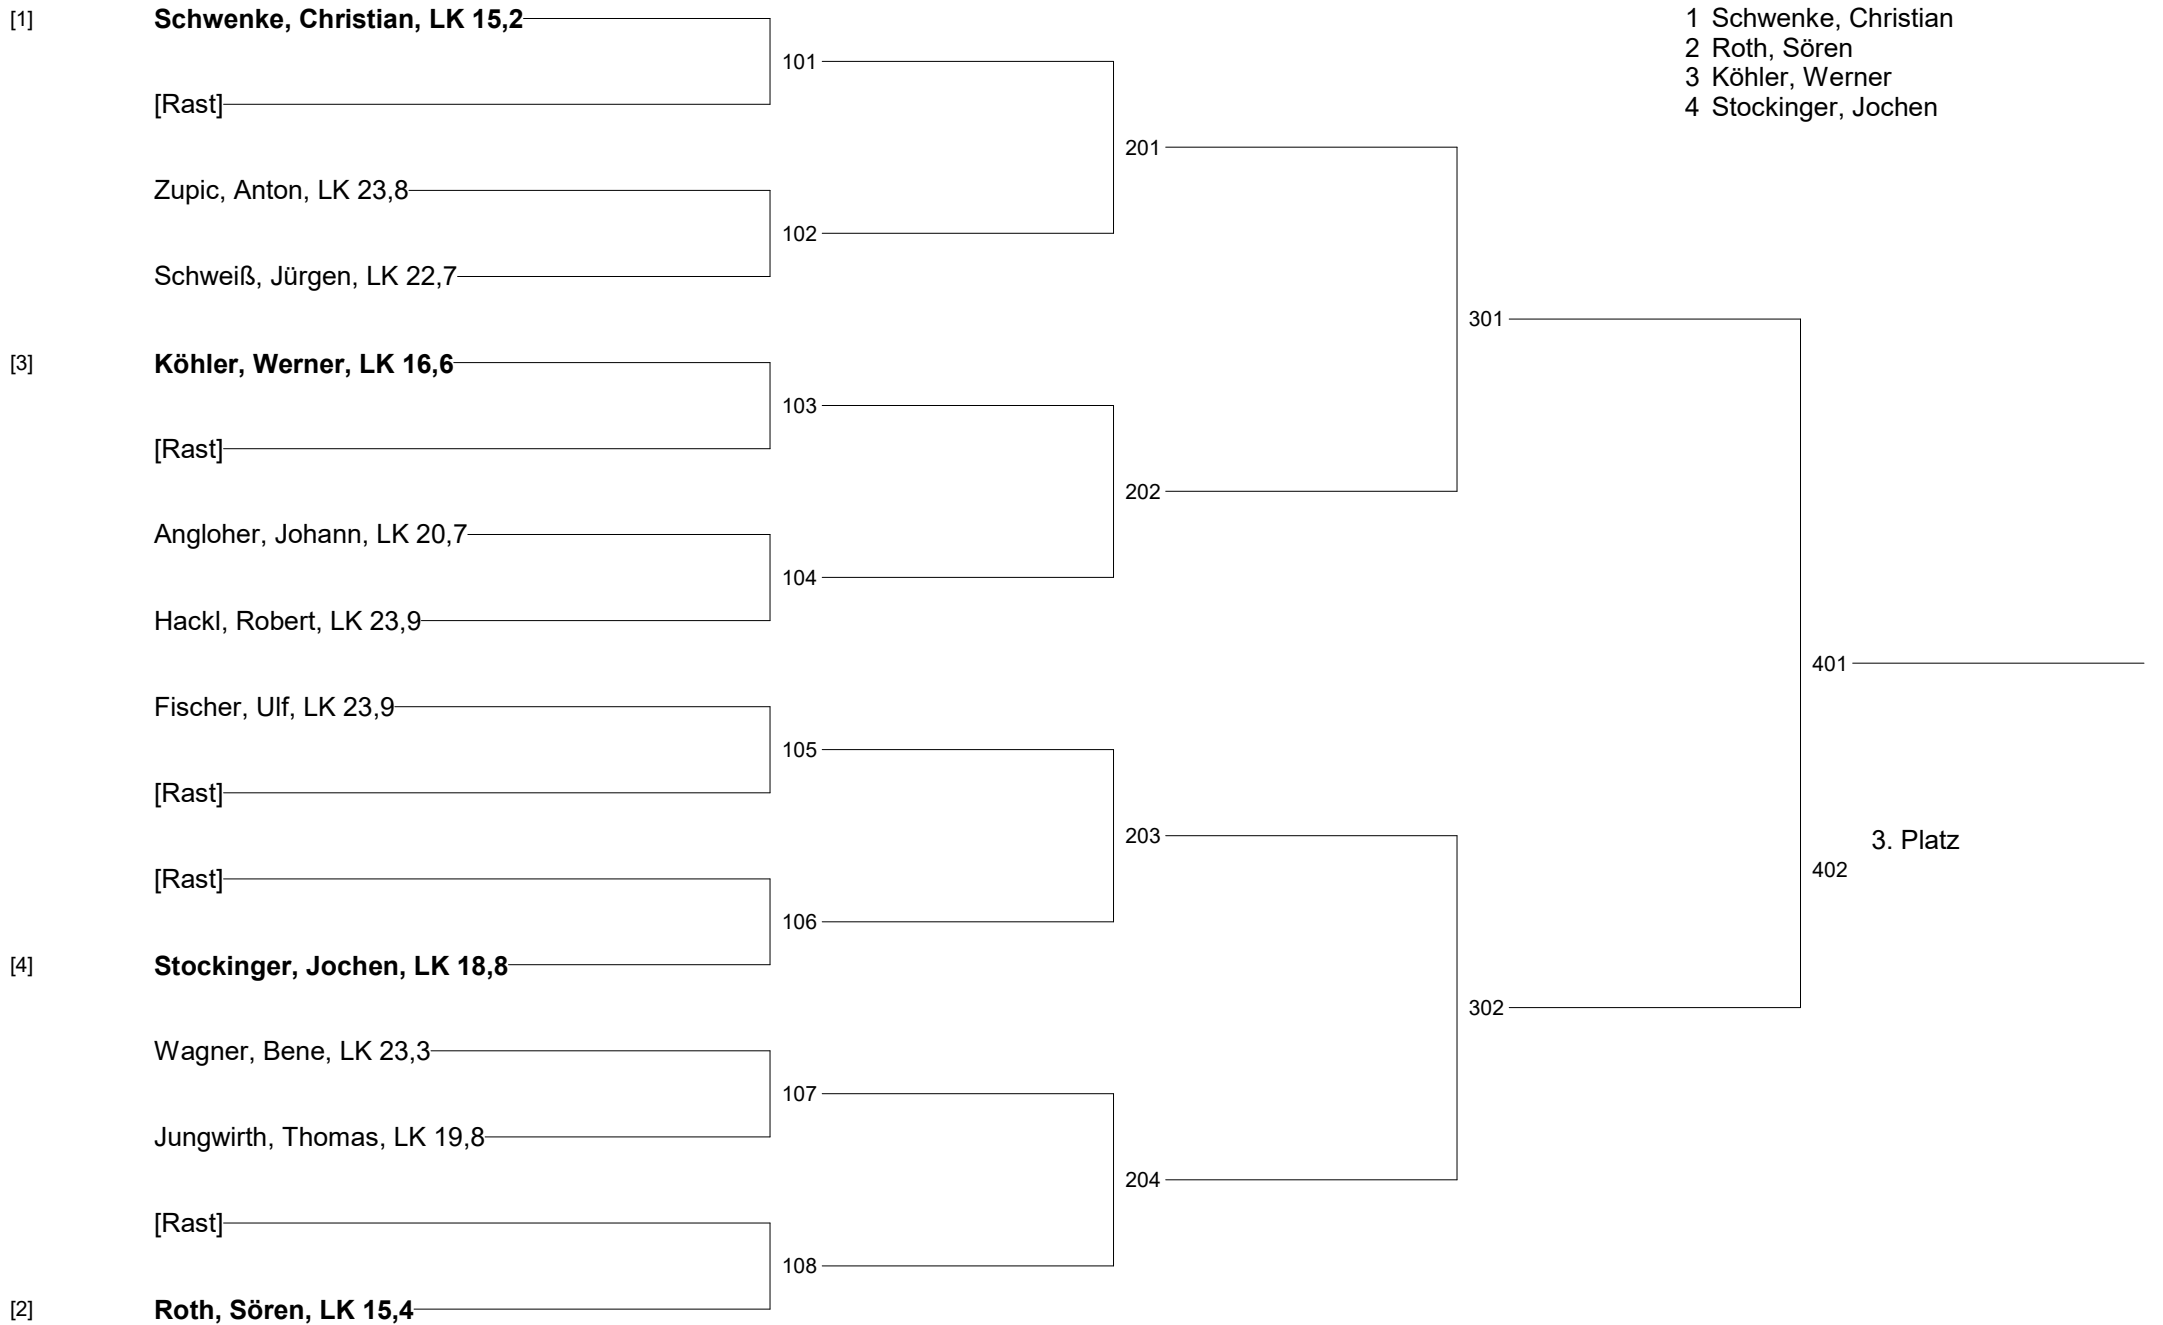 [1] Schwenke, Christian, LK 15,2
1 Schwenke, Christian
2 Roth, Sören
3 Köhler, Werner
4 Stockinger, Jochen
101
[Rast]
201
Zupic, Anton, LK 23,8
102
Schweiß, Jürgen, LK 22,7
301
[3] Köhler, Werner, LK 16,6
103
[Rast]
202
Angloher, Johann, LK 20,7
104
Hackl, Robert, LK 23,9
401
Fischer, Ulf, LK 23,9
105
[Rast]
203
3. Platz
402
[Rast]
106
[4] Stockinger, Jochen, LK 18,8
302
Wagner, Bene, LK 23,3
107
Jungwirth, Thomas, LK 19,8
204
[Rast]
108
[2] Roth, Sören, LK 15,4